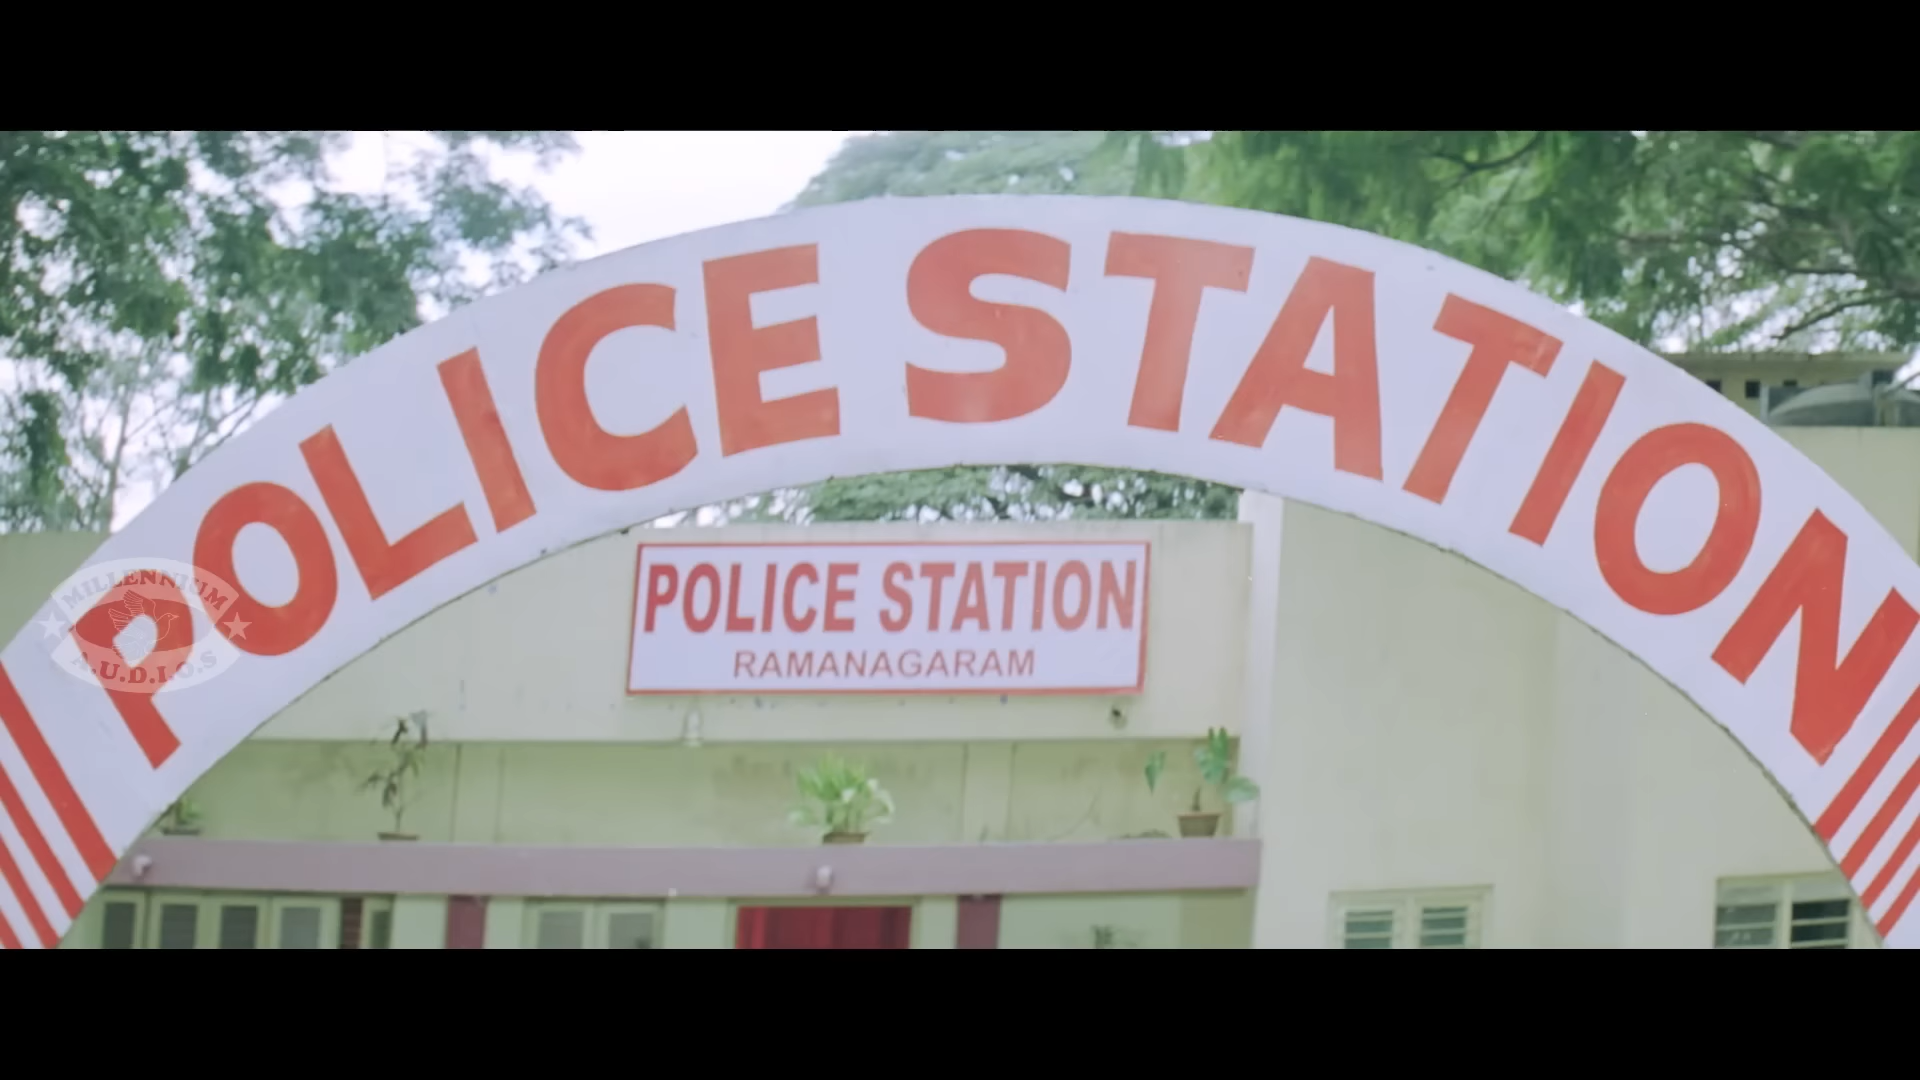 POLICE STATION
POLICE STATION
RAMANAGARAM
MILLENNIUM
A.U.D.I.O.S